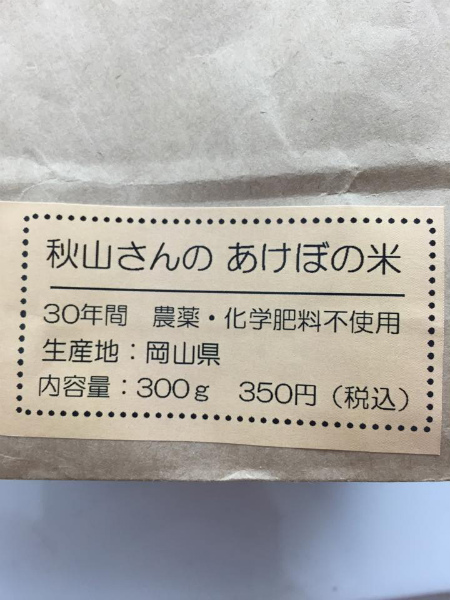 秋山さんの あけぼの米
30年間　農薬・化学肥料不使用
生産地：岡山県
内容量：300g　350円（税込）